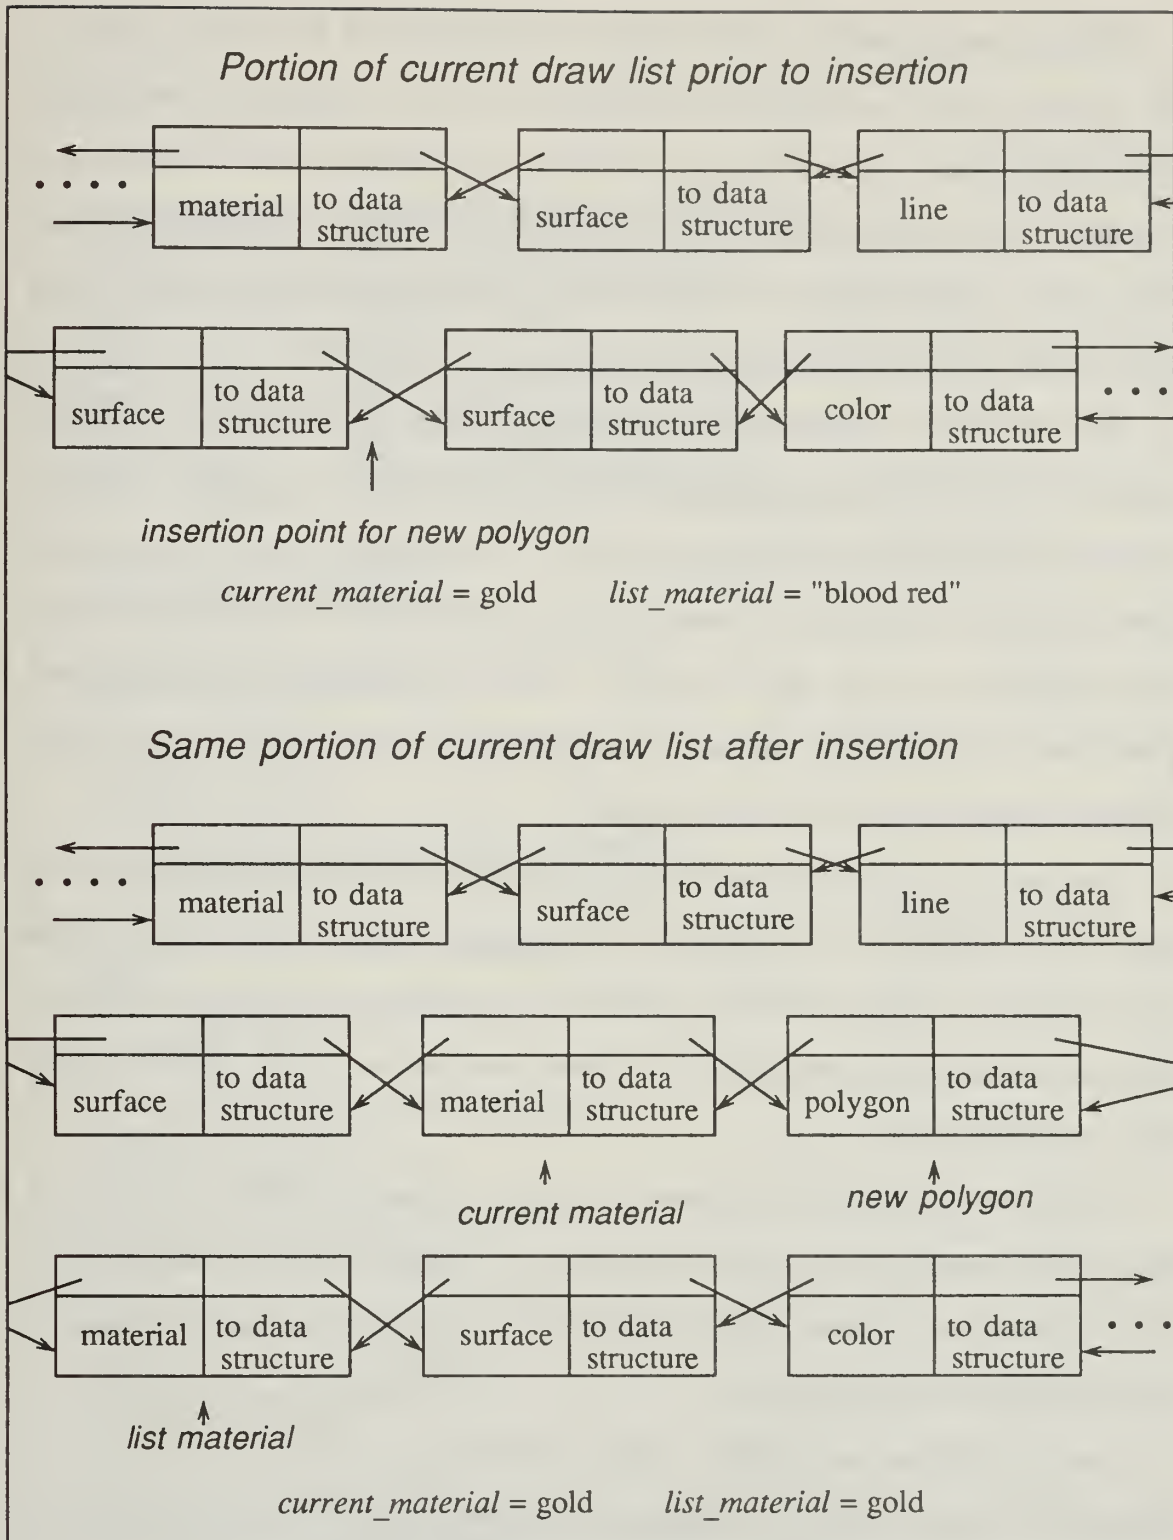 Portion of current draw list prior to insertion
material
to data
structure
surface
to data
structure
line
to data
structure
surface
to data
structure
surface
to data
structure
color
to data
structure
insertion point for new polygon
current_material = gold list_material = "blood red"
Same portion of current draw list after insertion
material
to data
structure
surface
to data
structure
line
to data
structure
surface
to data
structure
material
to data
structure
polygon
to data
structure
current material
new polygon
material
to data
structure
surface
to data
structure
color
to data
structure
list material
current_material = gold list_material = gold